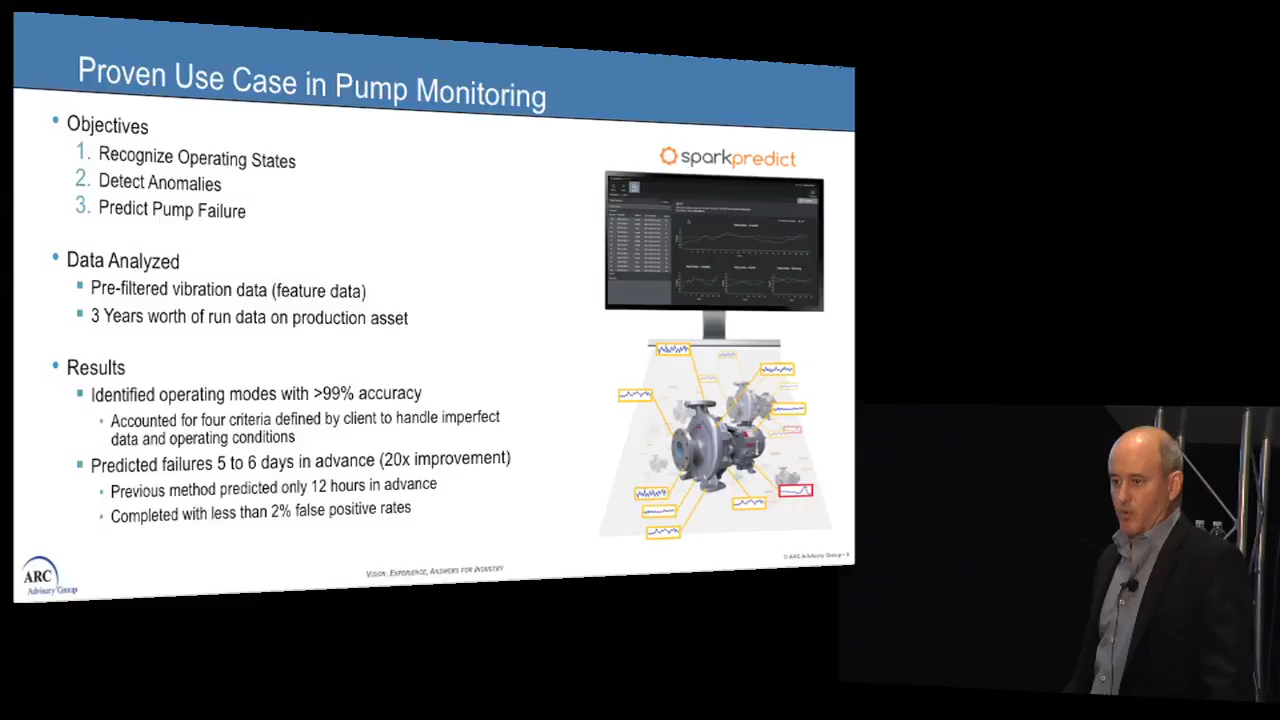 Proven Use Case in Pump Monitoring
• Objectives
1. Recognize Operating States
2. Detect Anomalies
3. Predict Pump Failure
• Data Analyzed
▪ Pre-filtered vibration data (feature data)
▪ 3 Years worth of run data on production asset
• Results
▪ Identified operating modes with >99% accuracy
• Accounted for four criteria defined by client to handle imperfect
data and operating conditions
▪ Predicted failures 5 to 6 days in advance (20x improvement)
• Previous method predicted only 12 hours in advance
• Completed with less than 2% false positive rates
sparkpredict
ARC
Advisory Group
Vision, Experience, Answers for Industry
© ARC Advisory Group • 5